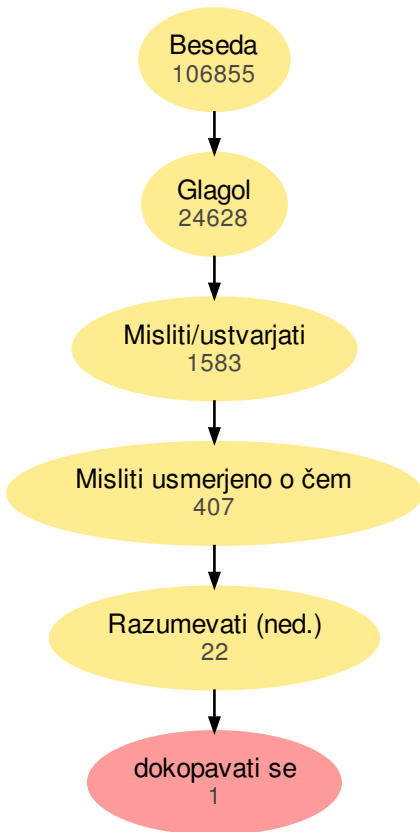 Beseda
106855
Glagol
24628
Misliti/ustvarjati
1583
Misliti usmerjeno o čem
407
Razumevati (ned.)
22
dokopavati se
1